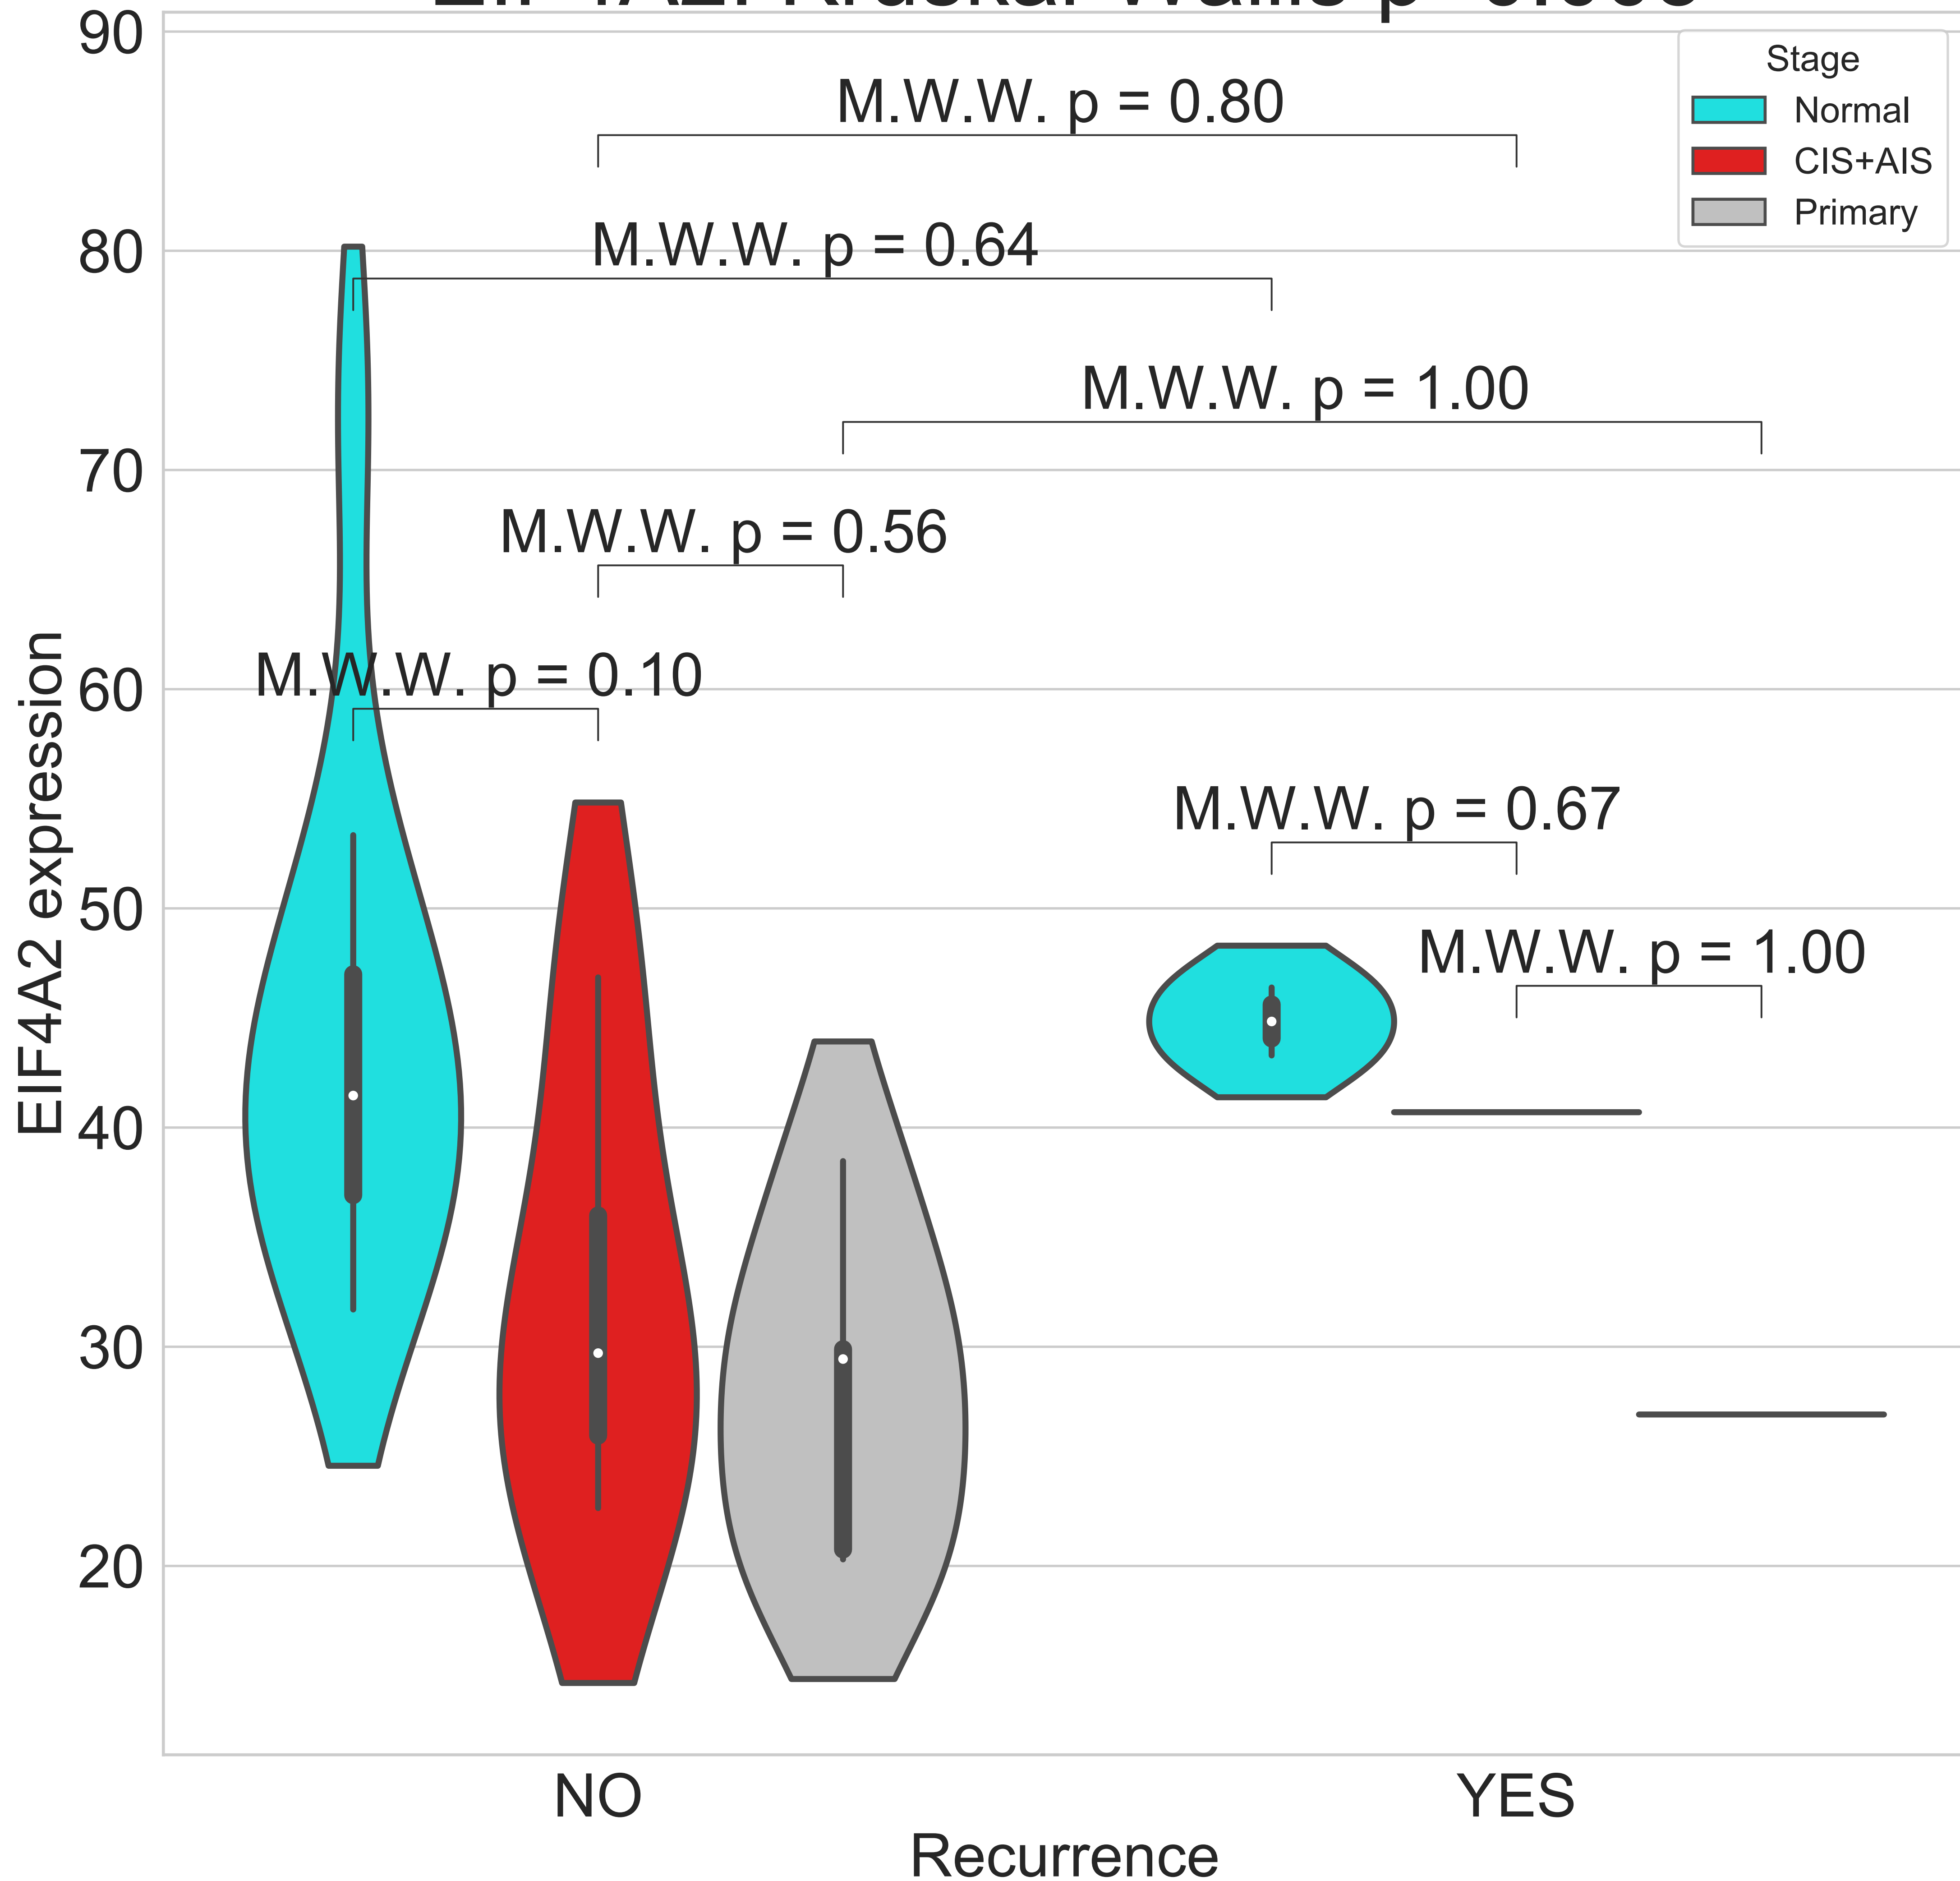 90
Stage
Normal
CIS+AIS
Primary
M.W.W. p = 0.80
80
M.W.W. p = 0.64
M.W.W. p = 1.00
70
M.W.W. p = 0.56
60
M.W.W. p = 0.10
M.W.W. p = 0.67
50
M.W.W. p = 1.00
40
30
20
EIF4A2 expression
NO
YES
Recurrence